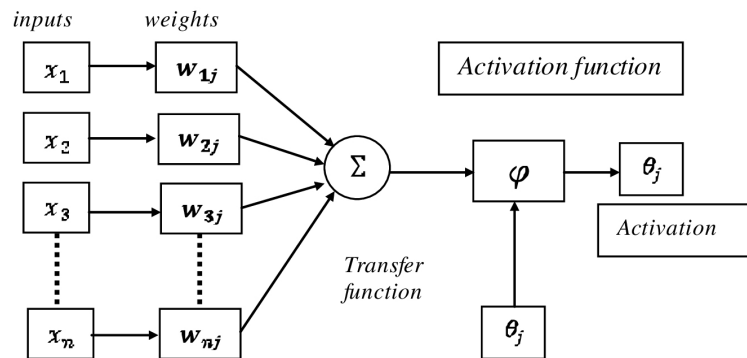 inputs weights
x₁ w₁ⱼ Activation function
x₂ w₂ⱼ
Σ φ θⱼ
x₃ w₃ⱼ
Activation
Transfer
function
xₙ wₙⱼ θⱼ